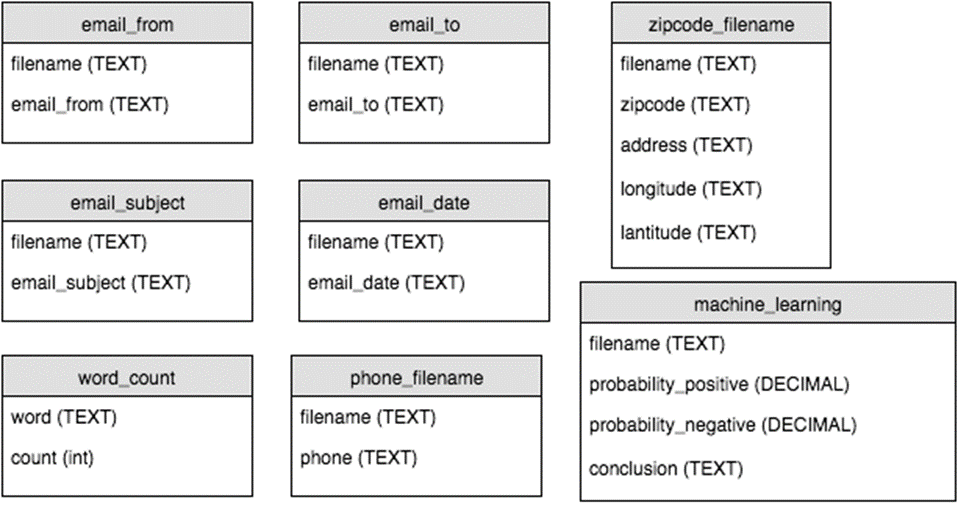 email_from
filename (TEXT)
email_from (TEXT)
email_to
filename (TEXT)
email_to (TEXT)
zipcode_filename
filename (TEXT)
zipcode (TEXT)
address (TEXT)
longitude (TEXT)
lantitude (TEXT)
email_subject
filename (TEXT)
email_subject (TEXT)
email_date
filename (TEXT)
email_date (TEXT)
machine_learning
filename (TEXT)
probability_positive (DECIMAL)
probability_negative (DECIMAL)
conclusion (TEXT)
word_count
word (TEXT)
count (int)
phone_filename
filename (TEXT)
phone (TEXT)